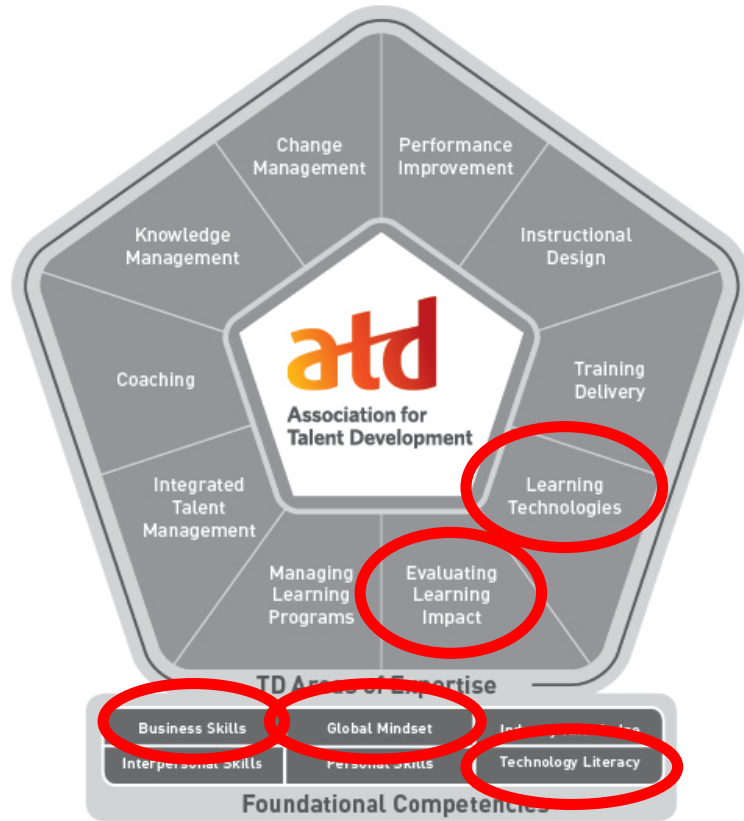 Change
Management
Performance
Improvement
Knowledge
Management
Instructional
Design
atd
Association for
Talent Development
Coaching
Training
Delivery
Integrated
Talent
Management
Learning
Technologies
Managing
Learning
Programs
Evaluating
Learning
Impact
TD Areas of Expertise
Business Skills
Global Mindset
Industry Knowledge
Interpersonal Skills
Personal Skills
Technology Literacy
Foundational Competencies